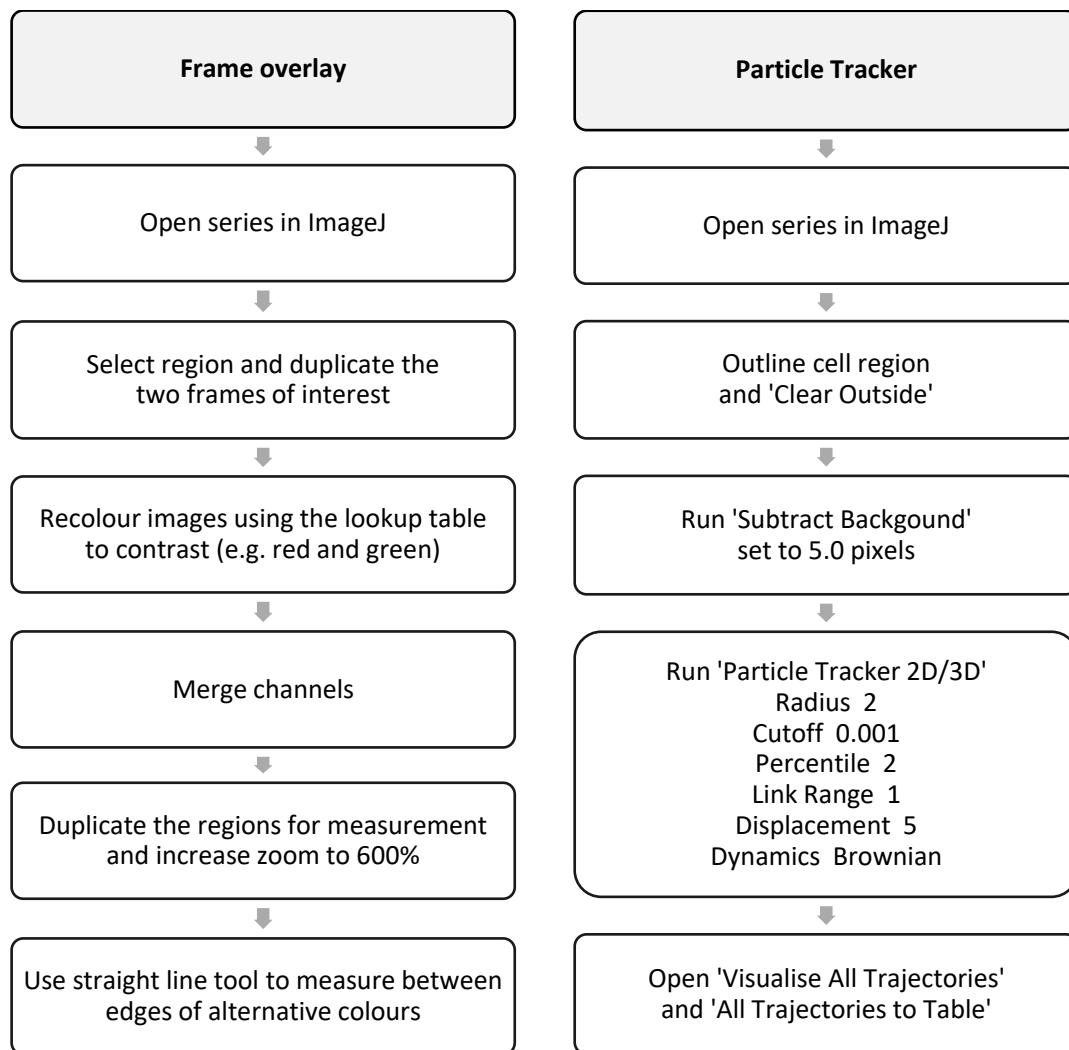 Frame overlay
Open series in ImageJ
Select region and duplicate the
two frames of interest
Recolour images using the lookup table
to contrast (e.g. red and green)
Merge channels
Duplicate the regions for measurement
and increase zoom to 600%
Use straight line tool to measure between
edges of alternative colours
Particle Tracker
Open series in ImageJ
Outline cell region
and 'Clear Outside'
Run 'Subtract Backgound'
set to 5.0 pixels
Run 'Particle Tracker 2D/3D'
Radius 2
Cutoff 0.001
Percentile 2
Link Range 1
Displacement 5
Dynamics Brownian
Open 'Visualise All Trajectories'
and 'All Trajectories to Table'